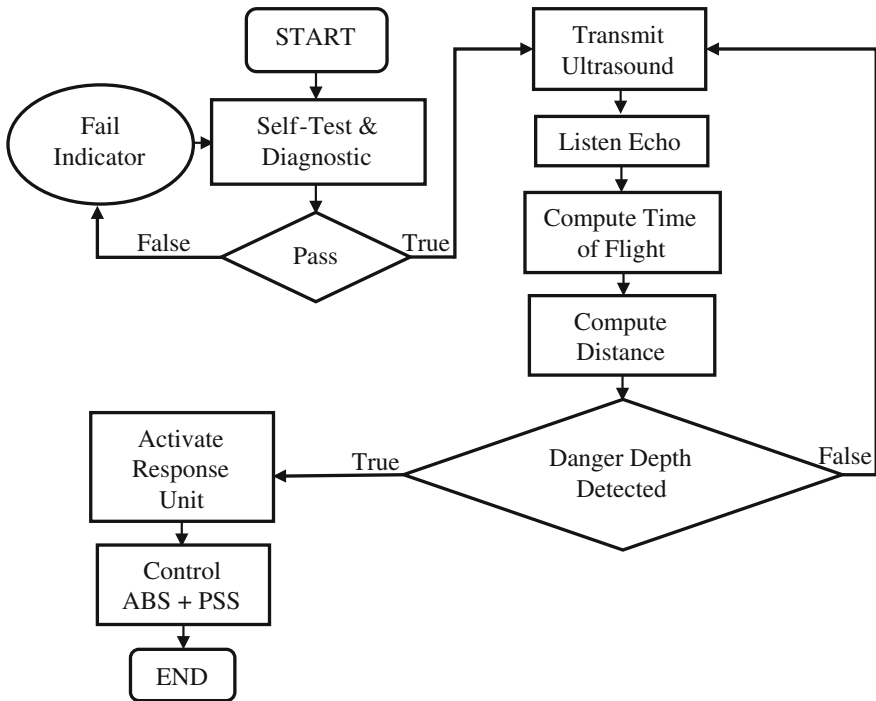 START
Self-Test &
Diagnostic
Fail
Indicator
Pass
False
True
Transmit
Ultrasound
Listen Echo
Compute Time
of Flight
Compute
Distance
Danger Depth
Detected
False
True
Activate
Response
Unit
Control
ABS + PSS
END